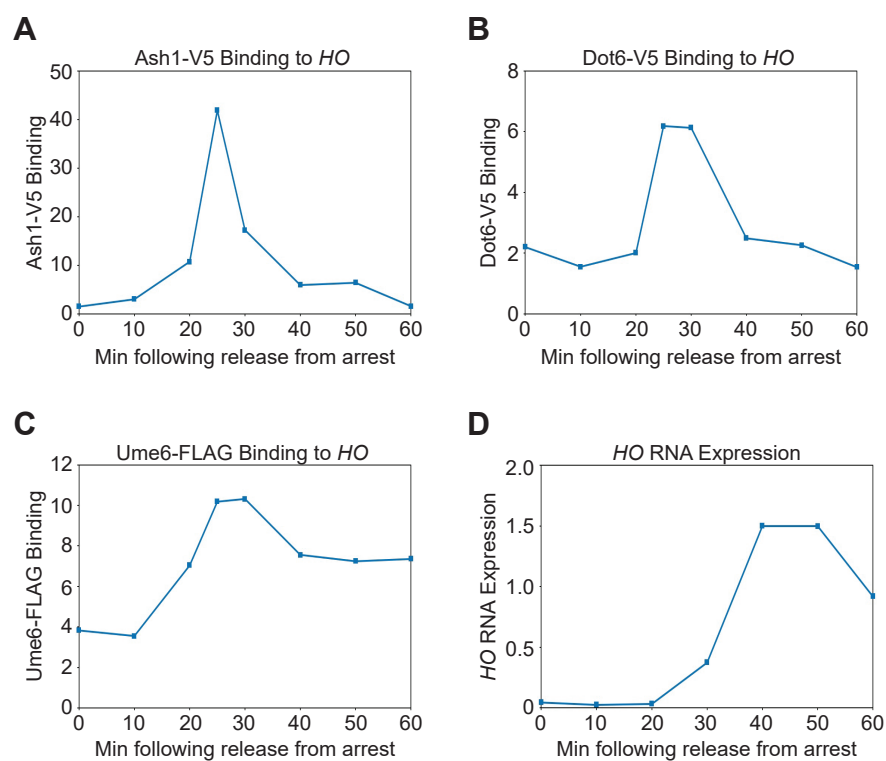 A
Ash1-V5 Binding to HO
Ash1-V5 Binding
50
40
30
20
10
0
0 10 20 30 40 50 60
Min following release from arrest
B
Dot6-V5 Binding to HO
Dot6-V5 Binding
8
6
4
2
0
0 10 20 30 40 50 60
Min following release from arrest
C
Ume6-FLAG Binding to HO
Ume6-FLAG Binding
12
10
8
6
4
2
0
0 10 20 30 40 50 60
Min following release from arrest
D
HO RNA Expression
HO RNA Expression
2.0
1.5
1.0
0.5
0
0 10 20 30 40 50 60
Min following release from arrest